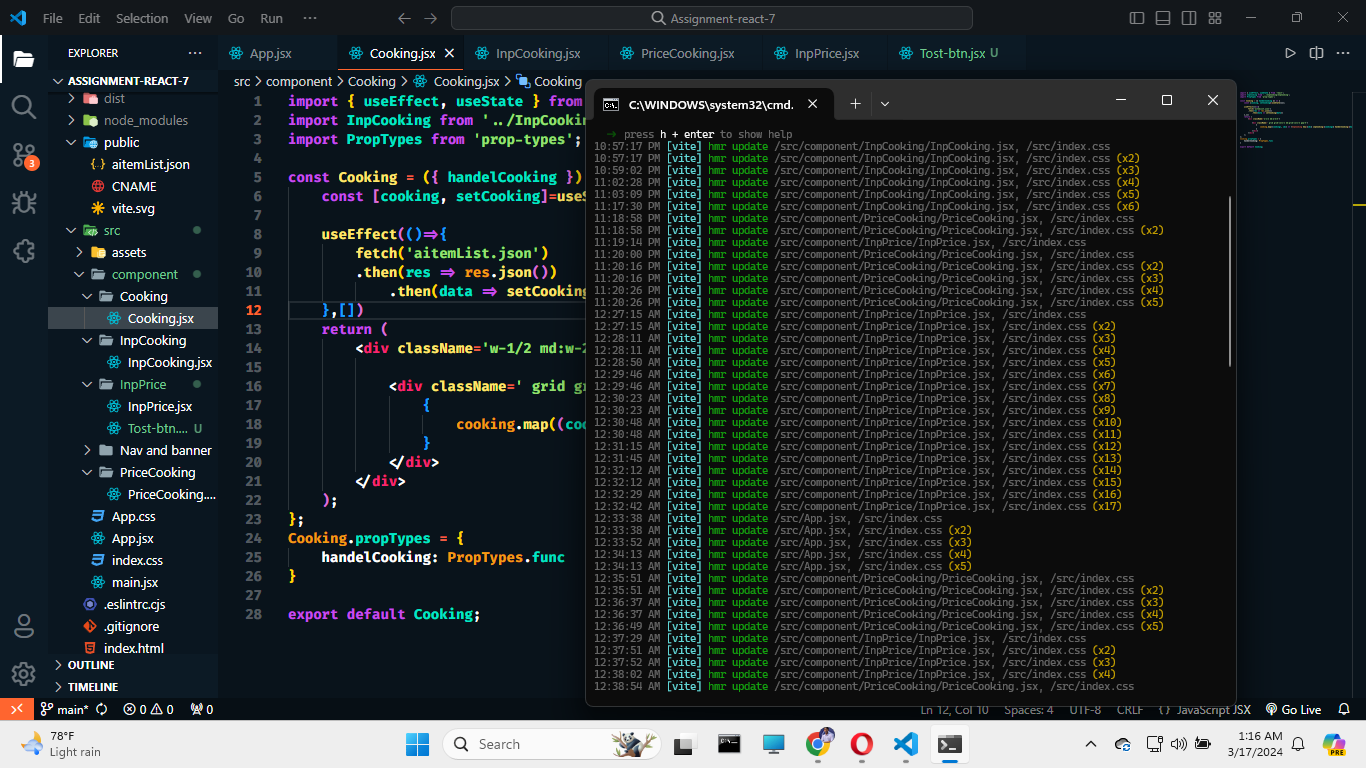 File Edit Selection View Go Run ···
Assignment-react-7
EXPLORER ···
ASSIGNMENT-REACT-7
dist
node_modules
public
aitemList.json
CNAME
vite.svg
src
assets
component
Cooking
Cooking.jsx
InpCooking
InpCooking.jsx
InpPrice
InpPrice.jsx
Tost-btn.... U
Nav and banner
PriceCooking
PriceCooking....
App.css
App.jsx
index.css
main.jsx
.eslintrc.cjs
.gitignore
index.html
OUTLINE
TIMELINE
3
App.jsx Cooking.jsx InpCooking.jsx PriceCooking.jsx InpPrice.jsx Tost-btn.jsx U
src > component > Cooking > Cooking.jsx > Cooking
1 import { useEffect, useState } from
2 import InpCooking from '../InpCookin
3 import PropTypes from 'prop-types';
4
5 const Cooking = ({ handelCooking })
6 const [cooking, setCooking]=useS
7
8 useEffect(()=>{
9 fetch('aitemList.json')
10 .then(res => res.json())
11 .then(data => setCooking
12 },[])
13 return (
14 <div className='w-1/2 md:w-2
15
16 <div className=' grid gr
17 {
18 cooking.map((coo
19 }
20 </div>
21 </div>
22 );
23 };
24 Cooking.propTypes = {
25 handelCooking: PropTypes.func
26 }
27
28 export default Cooking;
C:\WINDOWS\system32\cmd.
➜ press h + enter to show help
10:57:17 PM [vite] hmr update /src/component/InpCooking/InpCooking.jsx, /src/index.css
10:57:17 PM [vite] hmr update /src/component/InpCooking/InpCooking.jsx, /src/index.css (x2)
10:59:02 PM [vite] hmr update /src/component/InpCooking/InpCooking.jsx, /src/index.css (x3)
11:02:28 PM [vite] hmr update /src/component/InpCooking/InpCooking.jsx, /src/index.css (x4)
11:03:09 PM [vite] hmr update /src/component/InpCooking/InpCooking.jsx, /src/index.css (x5)
11:17:30 PM [vite] hmr update /src/component/InpCooking/InpCooking.jsx, /src/index.css (x6)
11:18:58 PM [vite] hmr update /src/component/PriceCooking/PriceCooking.jsx, /src/index.css
11:18:58 PM [vite] hmr update /src/component/PriceCooking/PriceCooking.jsx, /src/index.css (x2)
11:19:14 PM [vite] hmr update /src/component/InpPrice/InpPrice.jsx, /src/index.css
11:20:00 PM [vite] hmr update /src/component/PriceCooking/PriceCooking.jsx, /src/index.css
11:20:16 PM [vite] hmr update /src/component/PriceCooking/PriceCooking.jsx, /src/index.css (x2)
11:20:16 PM [vite] hmr update /src/component/PriceCooking/PriceCooking.jsx, /src/index.css (x3)
11:20:26 PM [vite] hmr update /src/component/PriceCooking/PriceCooking.jsx, /src/index.css (x4)
11:20:26 PM [vite] hmr update /src/component/PriceCooking/PriceCooking.jsx, /src/index.css (x5)
12:27:15 AM [vite] hmr update /src/component/InpPrice/InpPrice.jsx, /src/index.css
12:27:15 AM [vite] hmr update /src/component/InpPrice/InpPrice.jsx, /src/index.css (x2)
12:28:11 AM [vite] hmr update /src/component/InpPrice/InpPrice.jsx, /src/index.css (x3)
12:28:11 AM [vite] hmr update /src/component/InpPrice/InpPrice.jsx, /src/index.css (x4)
12:28:50 AM [vite] hmr update /src/component/InpPrice/InpPrice.jsx, /src/index.css (x5)
12:29:46 AM [vite] hmr update /src/component/InpPrice/InpPrice.jsx, /src/index.css (x6)
12:29:46 AM [vite] hmr update /src/component/InpPrice/InpPrice.jsx, /src/index.css (x7)
12:30:23 AM [vite] hmr update /src/component/InpPrice/InpPrice.jsx, /src/index.css (x8)
12:30:23 AM [vite] hmr update /src/component/InpPrice/InpPrice.jsx, /src/index.css (x9)
12:30:48 AM [vite] hmr update /src/component/InpPrice/InpPrice.jsx, /src/index.css (x10)
12:30:48 AM [vite] hmr update /src/component/InpPrice/InpPrice.jsx, /src/index.css (x11)
12:31:15 AM [vite] hmr update /src/component/InpPrice/InpPrice.jsx, /src/index.css (x12)
12:31:45 AM [vite] hmr update /src/component/InpPrice/InpPrice.jsx, /src/index.css (x13)
12:32:12 AM [vite] hmr update /src/component/InpPrice/InpPrice.jsx, /src/index.css (x14)
12:32:12 AM [vite] hmr update /src/component/InpPrice/InpPrice.jsx, /src/index.css (x15)
12:32:29 AM [vite] hmr update /src/component/InpPrice/InpPrice.jsx, /src/index.css (x16)
12:32:42 AM [vite] hmr update /src/component/InpPrice/InpPrice.jsx, /src/index.css (x17)
12:33:38 AM [vite] hmr update /src/App.jsx, /src/index.css
12:33:38 AM [vite] hmr update /src/App.jsx, /src/index.css (x2)
12:33:52 AM [vite] hmr update /src/App.jsx, /src/index.css (x3)
12:34:13 AM [vite] hmr update /src/App.jsx, /src/index.css (x4)
12:34:13 AM [vite] hmr update /src/App.jsx, /src/index.css (x5)
12:35:51 AM [vite] hmr update /src/component/PriceCooking/PriceCooking.jsx, /src/index.css
12:35:51 AM [vite] hmr update /src/component/PriceCooking/PriceCooking.jsx, /src/index.css (x2)
12:36:37 AM [vite] hmr update /src/component/PriceCooking/PriceCooking.jsx, /src/index.css (x3)
12:36:37 AM [vite] hmr update /src/component/PriceCooking/PriceCooking.jsx, /src/index.css (x4)
12:36:49 AM [vite] hmr update /src/component/PriceCooking/PriceCooking.jsx, /src/index.css (x5)
12:37:29 AM [vite] hmr update /src/component/InpPrice/InpPrice.jsx, /src/index.css
12:37:51 AM [vite] hmr update /src/component/InpPrice/InpPrice.jsx, /src/index.css (x2)
12:37:52 AM [vite] hmr update /src/component/InpPrice/InpPrice.jsx, /src/index.css (x3)
12:38:02 AM [vite] hmr update /src/component/InpPrice/InpPrice.jsx, /src/index.css (x4)
12:38:54 AM [vite] hmr update /src/component/PriceCooking/PriceCooking.jsx, /src/index.css
main* 0 0 0 Ln 12, Col 10 Spaces: 4 UTF-8 CRLF {} JavaScript JSX Go Live
78°F
Light rain
Search
1:16 AM
3/17/2024
PRE